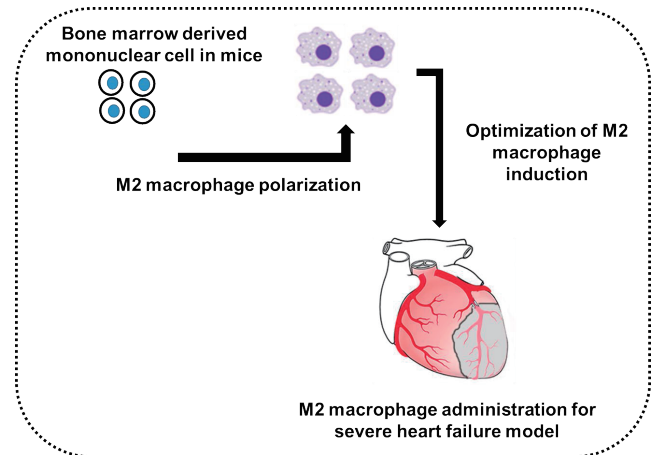 Bone marrow derived
mononuclear cell in mice
M2 macrophage polarization
Optimization of M2
macrophage
induction
M2 macrophage administration for
severe heart failure model